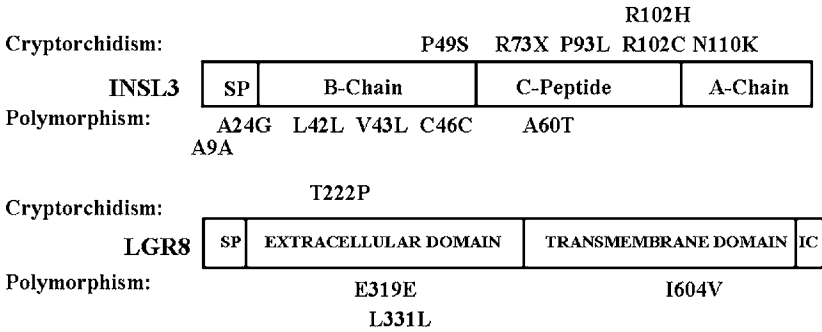 R102H
Cryptorchidism: P49S R73X P93L R102C N110K
INSL3 SP B-Chain C-Peptide A-Chain
Polymorphism: A24G L42L V43L C46C A60T
A9A
T222P
Cryptorchidism:
LGR8 SP EXTRACELLULAR DOMAIN TRANSMEMBRANE DOMAIN IC
Polymorphism: E319E I604V
L331L